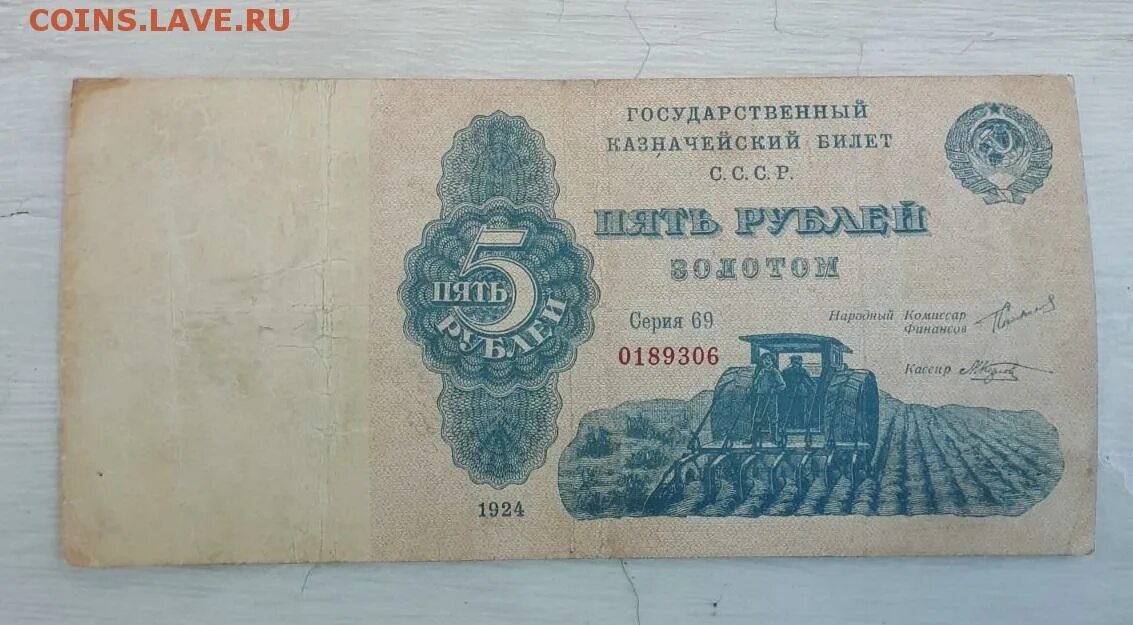 COINS.LAVE.RU
ГОСУДАРСТВЕННЫЙ
КАЗНАЧЕЙСКИЙ БИЛЕТ
С.С.С.Р.
ПЯТЬ РУБЛЕЙ
ЗОЛОТОМ
5
ПЯТЬ
РУБЛЕЙ
Серия 69
0189306
Народный Комиссар
Финансов
Кассир
1924